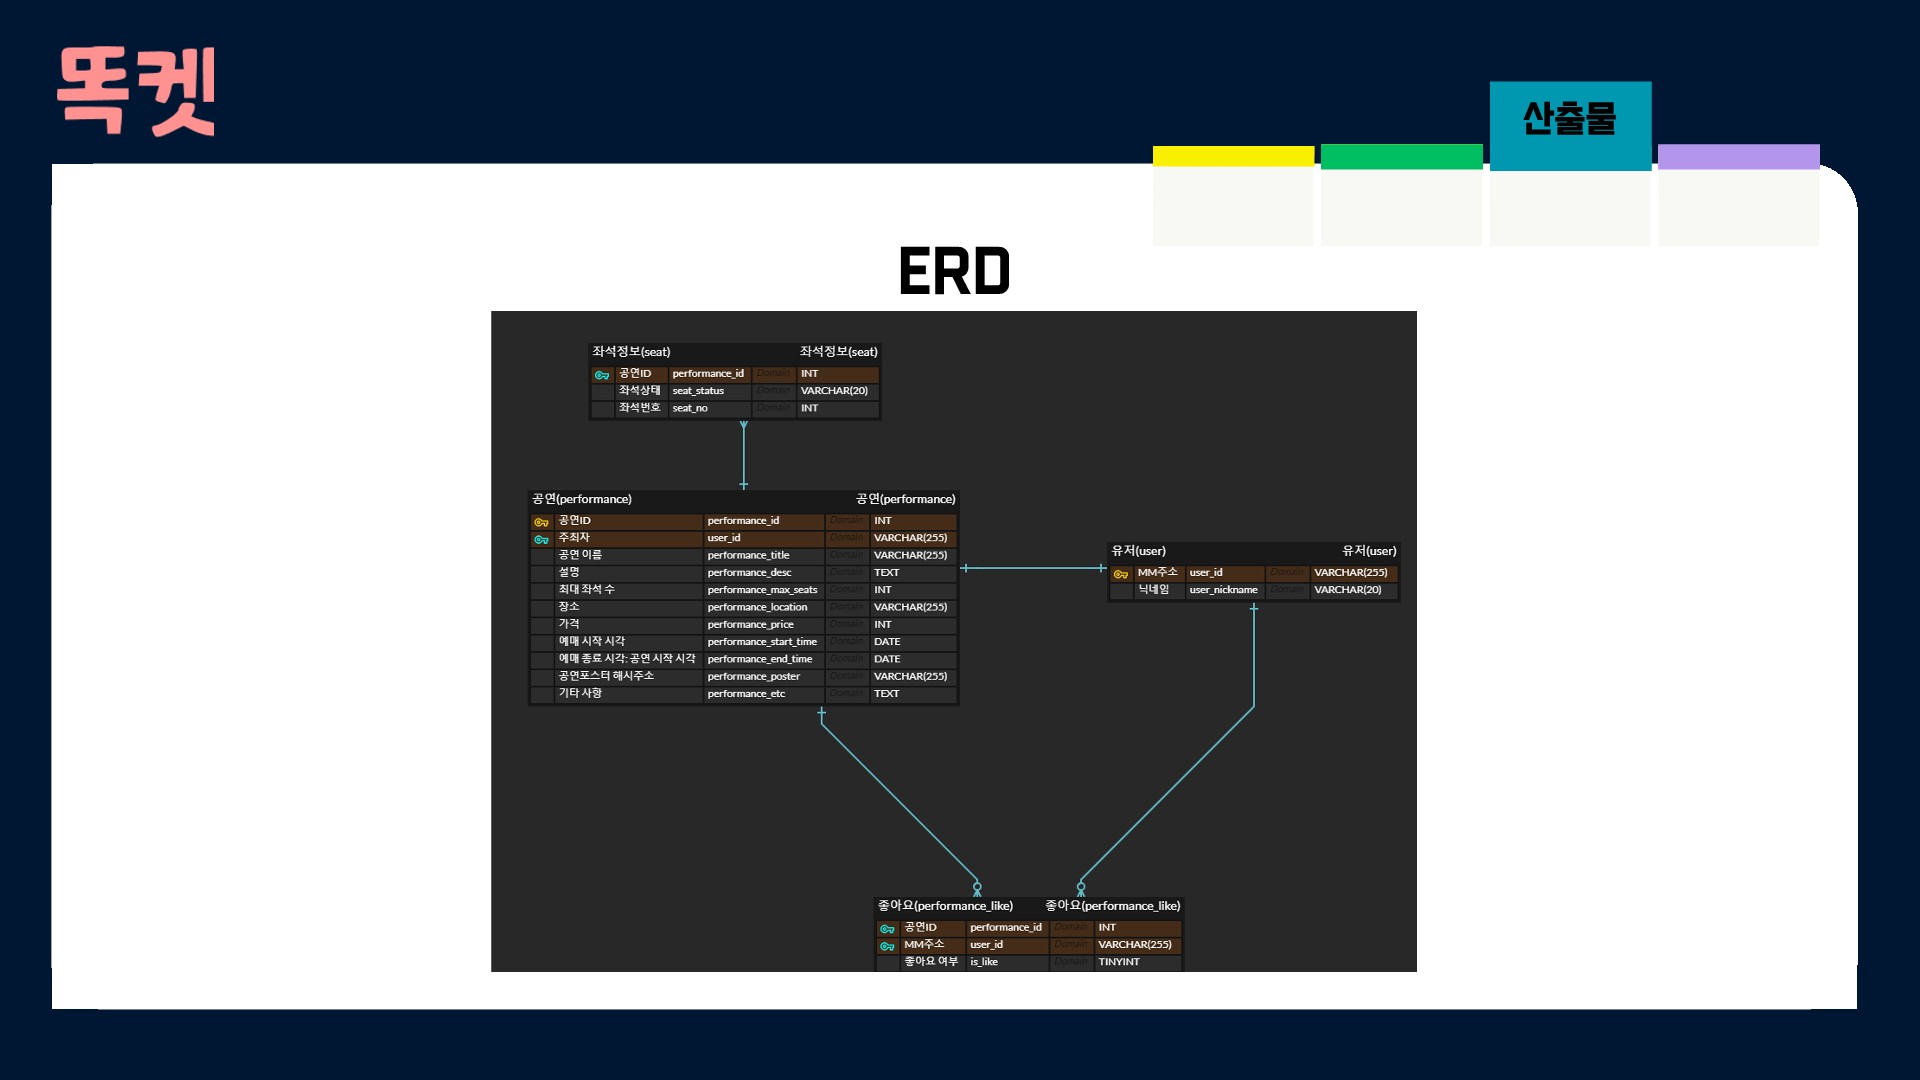 똑켓
산출물
ERD
좌석정보(seat) 좌석정보(seat)
공연ID performance_id Domain INT
좌석상태 seat_status Domain VARCHAR(20)
좌석번호 seat_no Domain INT
공연(performance) 공연(performance)
공연ID performance_id Domain INT
주최자 user_id Domain VARCHAR(255)
공연 이름 performance_title Domain VARCHAR(255)
설명 performance_desc Domain TEXT
최대 좌석 수 performance_max_seats Domain INT
장소 performance_location Domain VARCHAR(255)
가격 performance_price Domain INT
예매 시작 시각 performance_start_time Domain DATE
예매 종료 시각: 공연 시작 시각 performance_end_time Domain DATE
공연포스터 해시주소 performance_poster Domain VARCHAR(255)
기타 사항 performance_etc Domain TEXT
유저(user) 유저(user)
MM주소 user_id Domain VARCHAR(255)
닉네임 user_nickname Domain VARCHAR(20)
좋아요(performance_like) 좋아요(performance_like)
공연ID performance_id Domain INT
MM주소 user_id Domain VARCHAR(255)
좋아요 여부 is_like Domain TINYINT